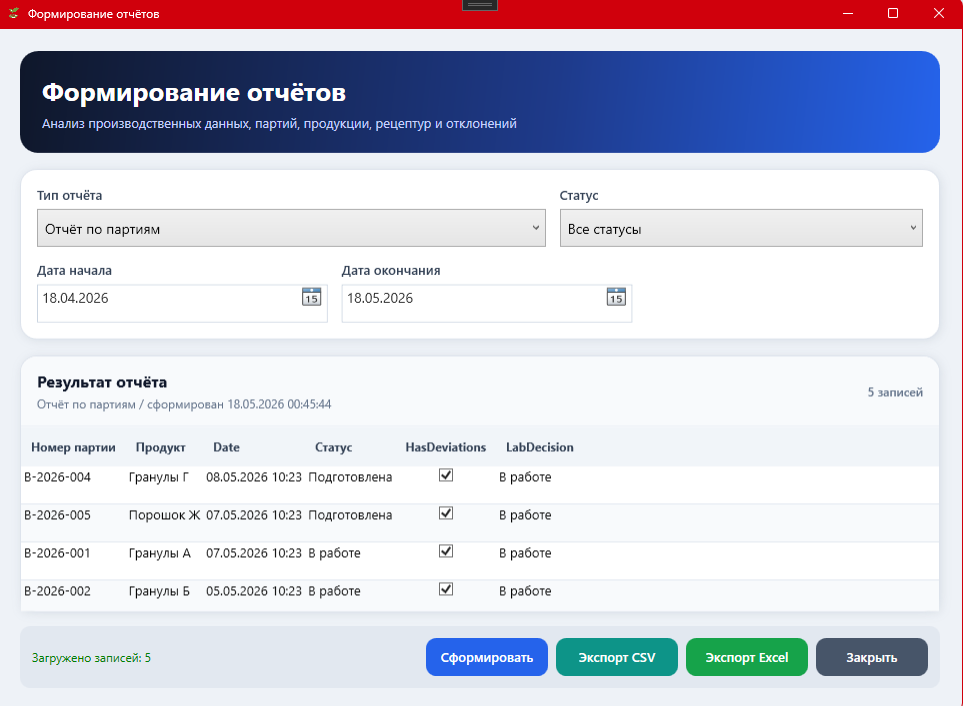 Формирование отчётов
Формирование отчётов
Анализ производственных данных, партий, продукции, рецептур и отклонений
Тип отчёта
Статус
Отчёт по партиям
Все статусы
Дата начала
Дата окончания
18.04.2026
15
18.05.2026
15
Результат отчёта
Отчёт по партиям / сформирован 18.05.2026 00:45:44
5 записей
Номер партии Продукт Date Статус HasDeviations LabDecision
B-2026-004 Гранулы Г 08.05.2026 10:23 Подготовлена В работе
B-2026-005 Порошок Ж 07.05.2026 10:23 Подготовлена В работе
B-2026-001 Гранулы А 07.05.2026 10:23 В работе В работе
B-2026-002 Гранулы Б 05.05.2026 10:23 В работе В работе
Загружено записей: 5
Сформировать
Экспорт CSV
Экспорт Excel
Закрыть